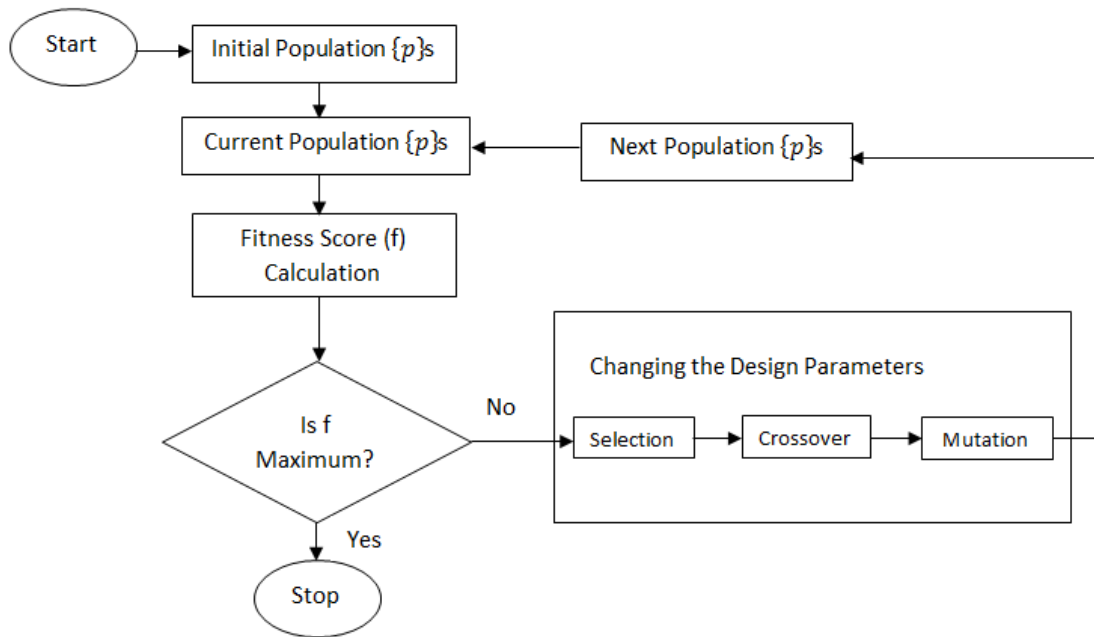 Start
Initial Population {𝑝}s
Current Population {𝑝}s
Next Population {𝑝}s
Fitness Score (f)
Calculation
Changing the Design Parameters
Is f
Maximum?
No
Selection
Crossover
Mutation
Yes
Stop